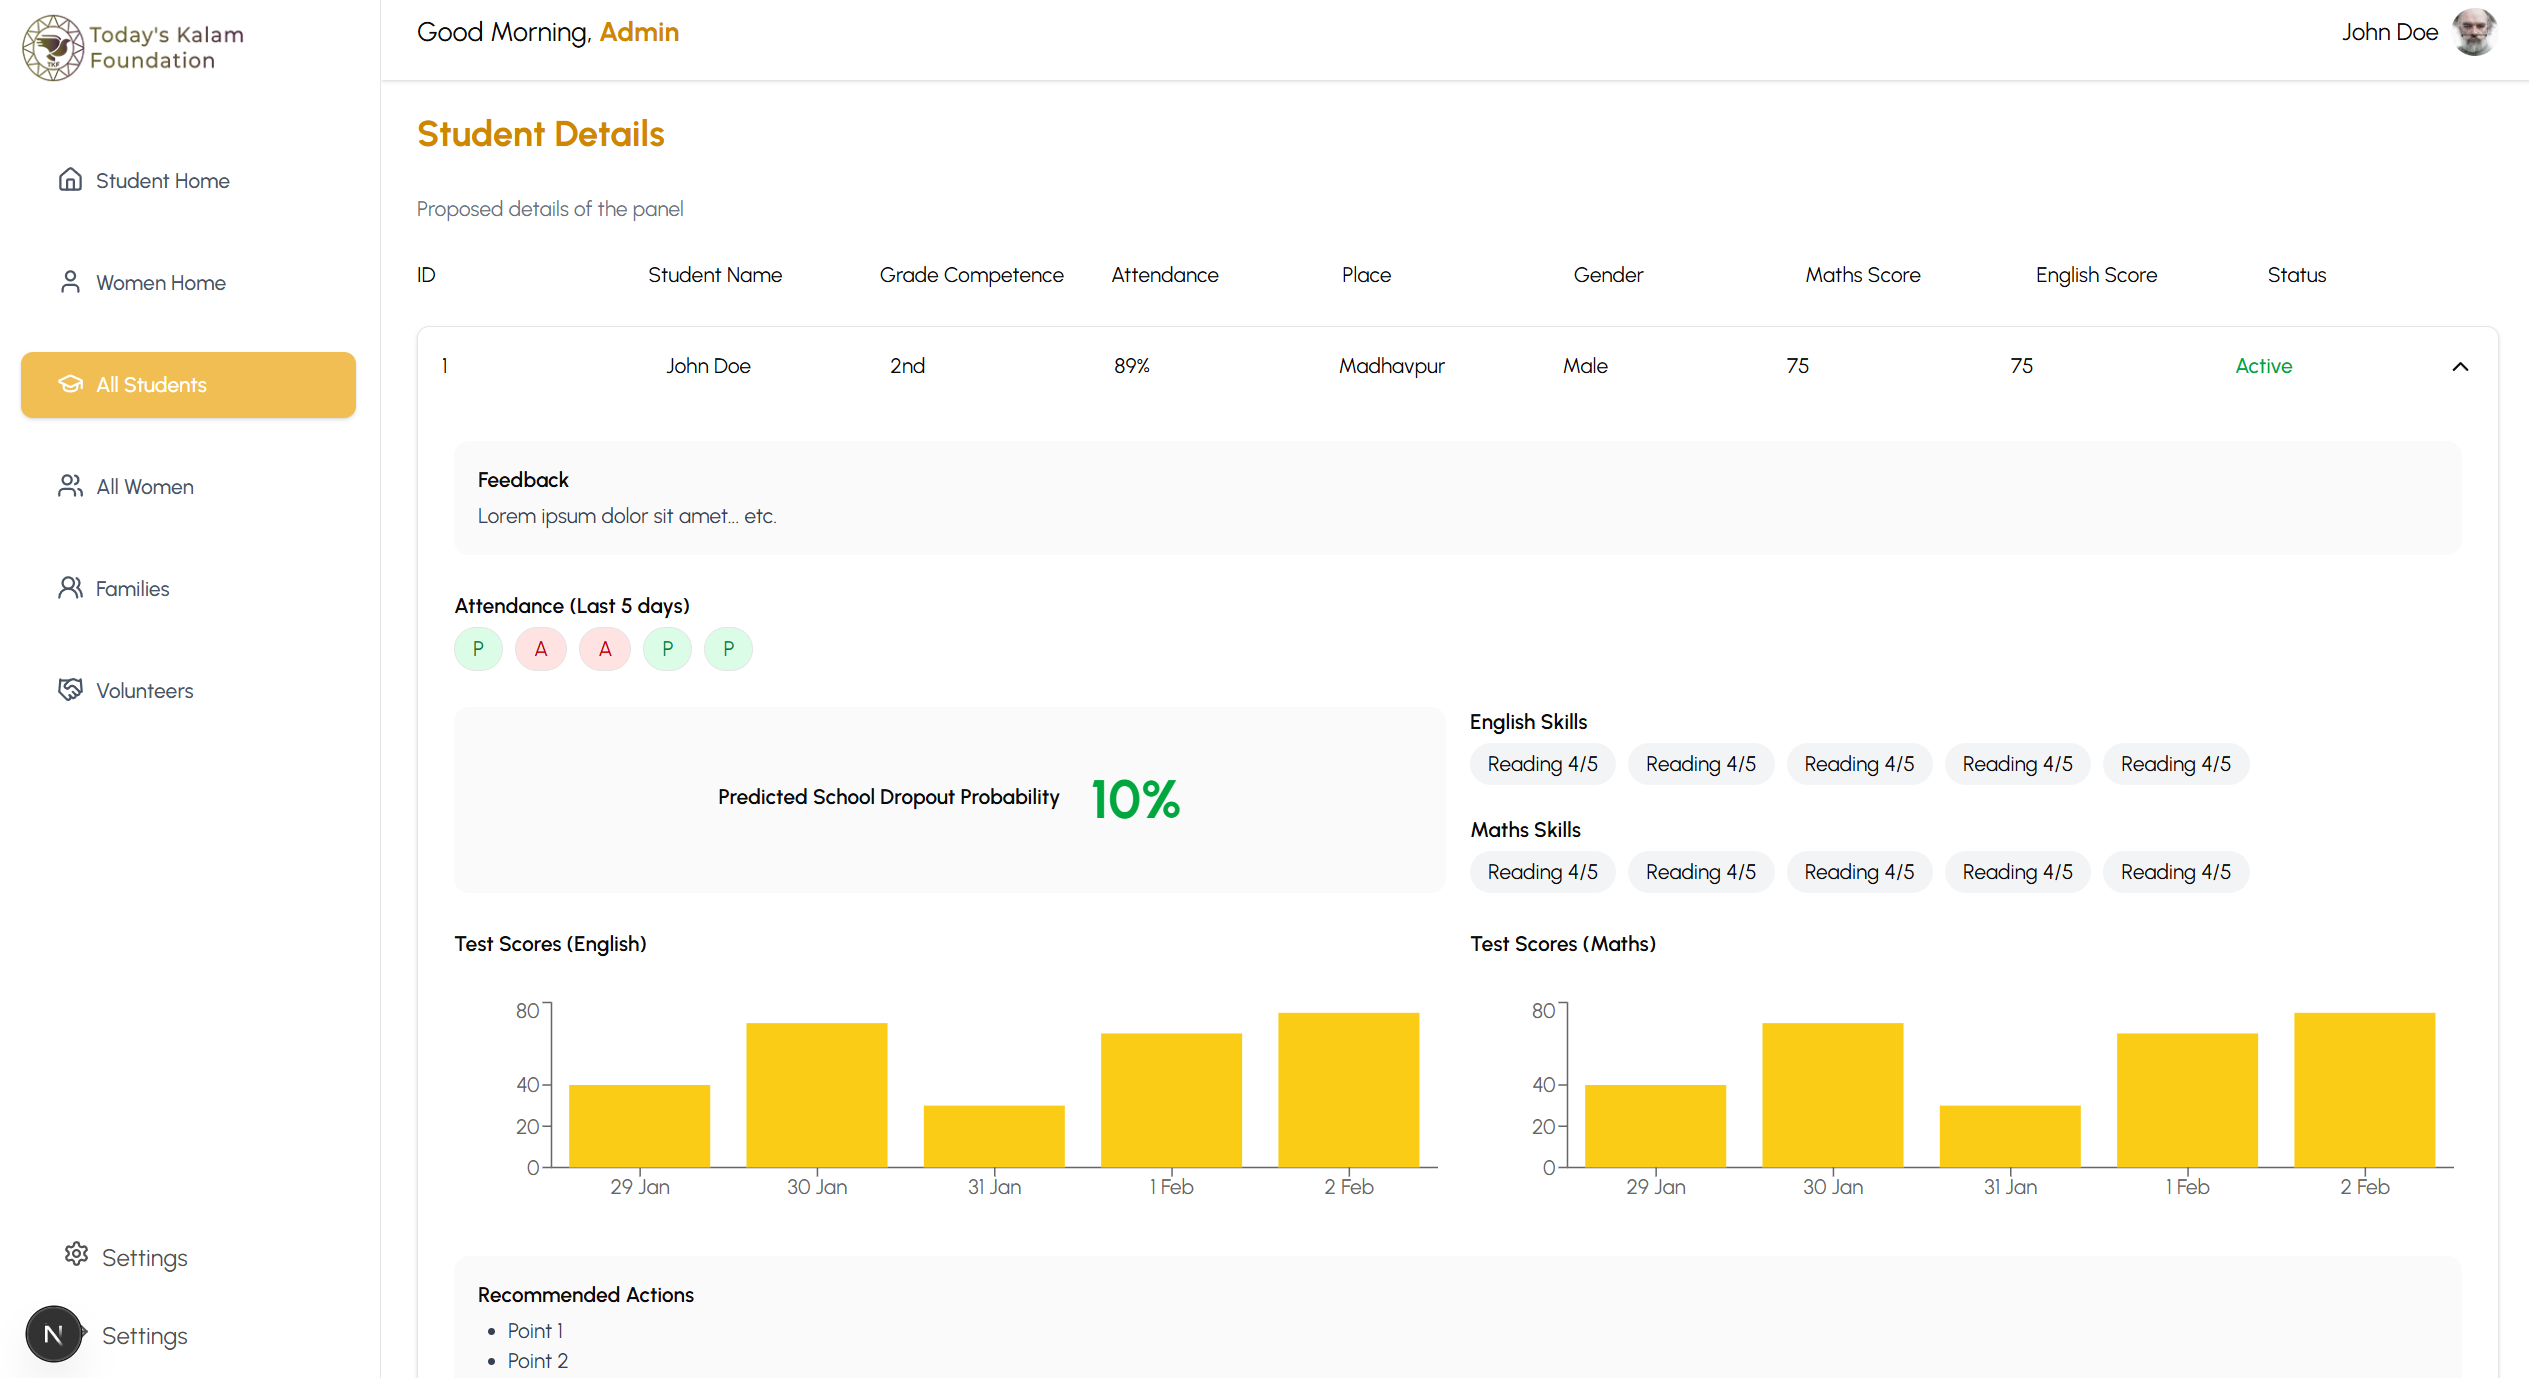 Today's Kalam
Foundation
TKF
Good Morning, Admin
John Doe
Student Home
Women Home
All Students
All Women
Families
Volunteers
Settings
N
Settings
Student Details
Proposed details of the panel
ID Student Name Grade Competence Attendance Place Gender Maths Score English Score Status
1 John Doe 2nd 89% Madhavpur Male 75 75 Active
Feedback
Lorem ipsum dolor sit amet... etc.
Attendance (Last 5 days)
P A A P P
Predicted School Dropout Probability 10%
English Skills
Reading 4/5 Reading 4/5 Reading 4/5 Reading 4/5 Reading 4/5
Maths Skills
Reading 4/5 Reading 4/5 Reading 4/5 Reading 4/5 Reading 4/5
Test Scores (English)
80
40
20
0
29 Jan 30 Jan 31 Jan 1 Feb 2 Feb
Test Scores (Maths)
80
40
20
0
29 Jan 30 Jan 31 Jan 1 Feb 2 Feb
Recommended Actions
• Point 1
• Point 2